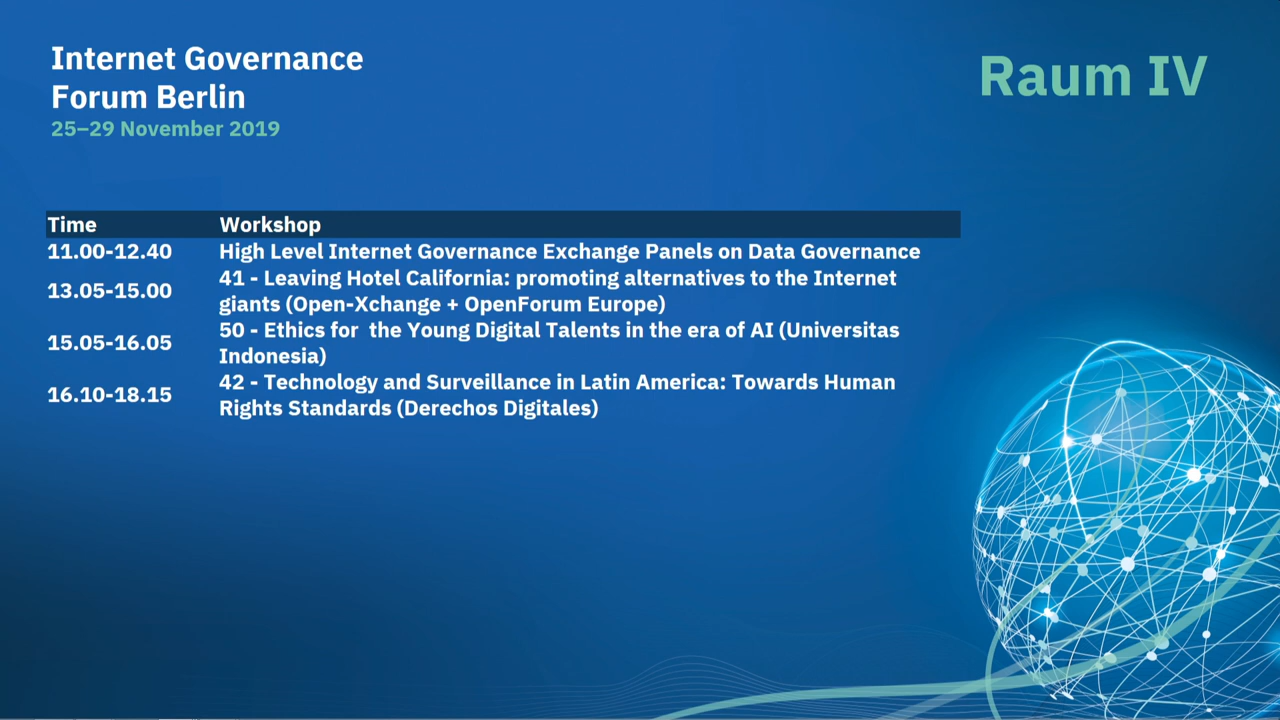 Internet Governance
Forum Berlin
25–29 November 2019
Raum IV
Time Workshop
11.00-12.40 High Level Internet Governance Exchange Panels on Data Governance
13.05-15.00 41 - Leaving Hotel California: promoting alternatives to the Internet
giants (Open-Xchange + OpenForum Europe)
15.05-16.05 50 - Ethics for  the Young Digital Talents in the era of AI (Universitas
Indonesia)
16.10-18.15 42 - Technology and Surveillance in Latin America: Towards Human
Rights Standards (Derechos Digitales)